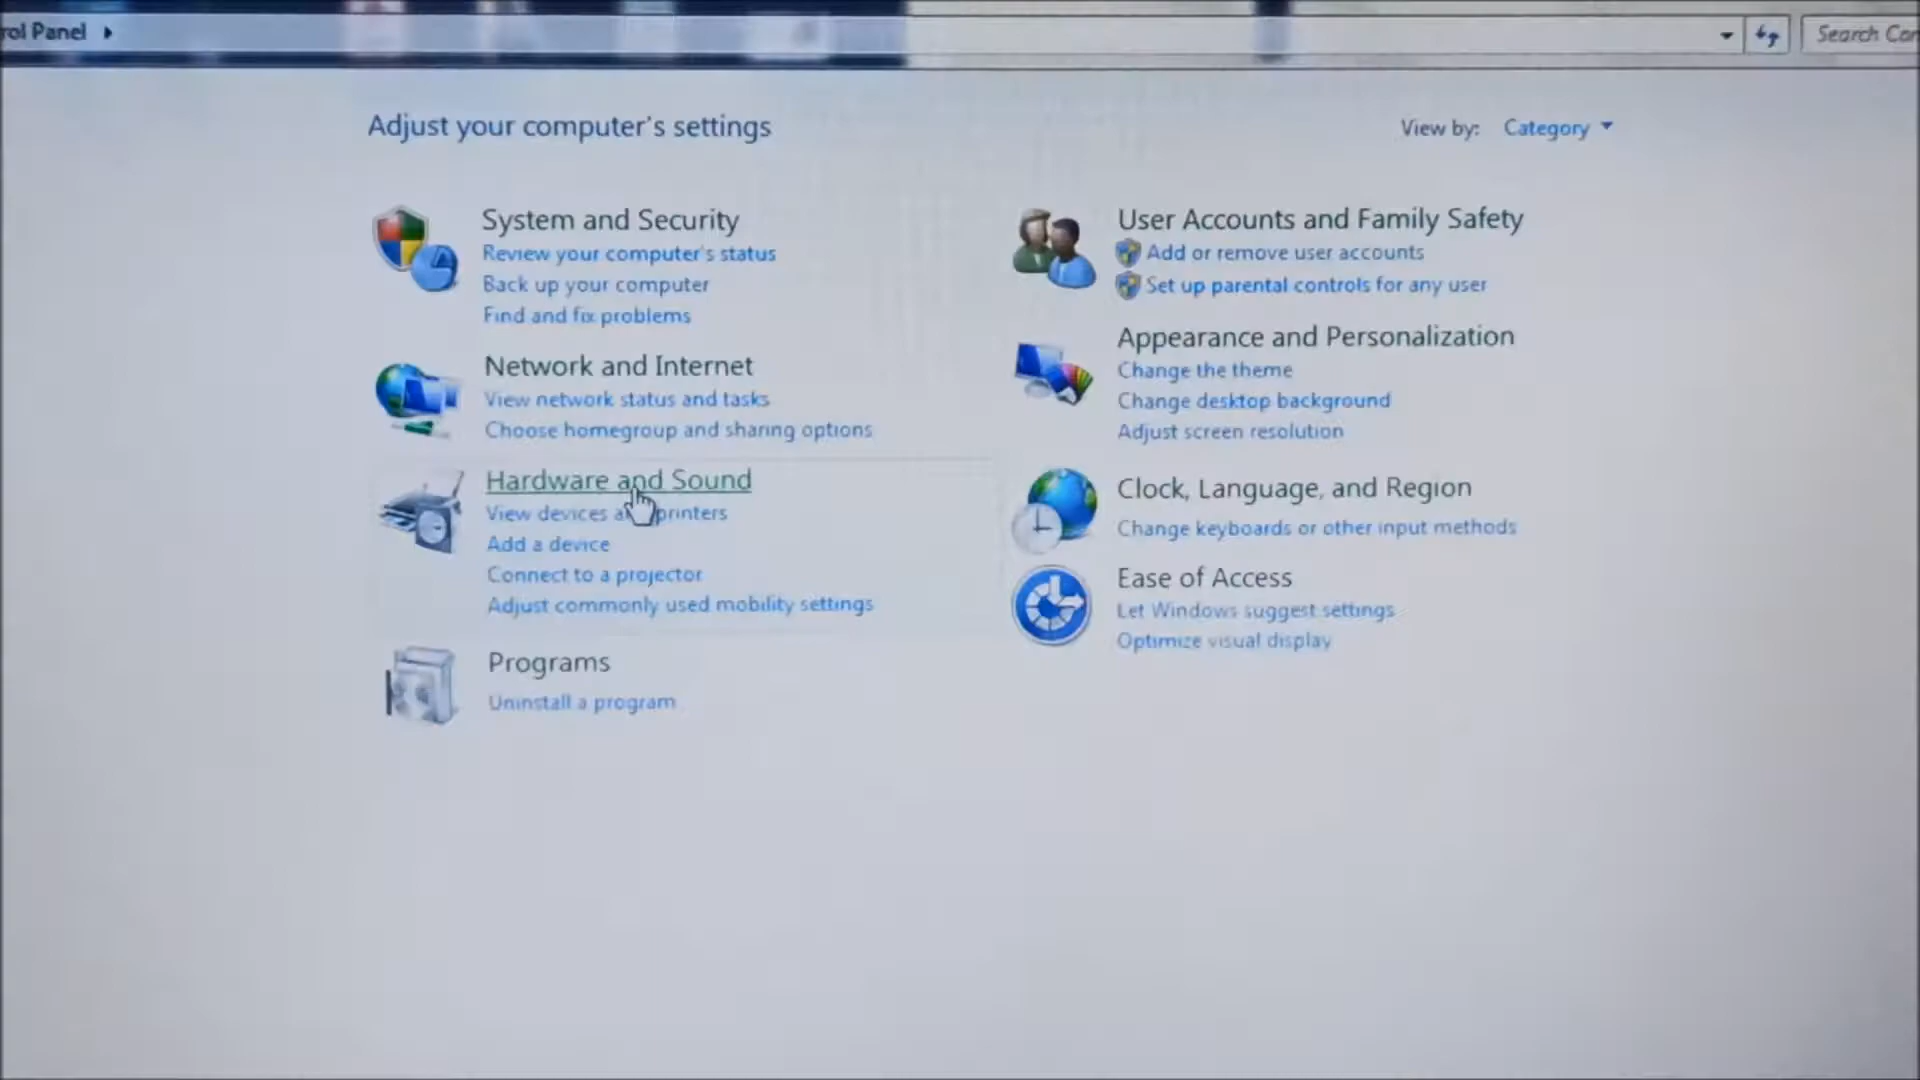 rol Panel
Search Con
Adjust your computer's settings
View by: Category
System and Security
Review your computer's status
Back up your computer
Find and fix problems
Network and Internet
View network status and tasks
Choose homegroup and sharing options
Hardware and Sound
View devices a printers
Add a device
Connect to a projector
Adjust commonly used mobility settings
Programs
Uninstall a program
User Accounts and Family Safety
Add or remove user accounts
Set up parental controls for any user
Appearance and Personalization
Change the theme
Change desktop background
Adjust screen resolution
Clock, Language, and Region
Change keyboards or other input methods
Ease of Access
Let Windows suggest settings
Optimize visual display